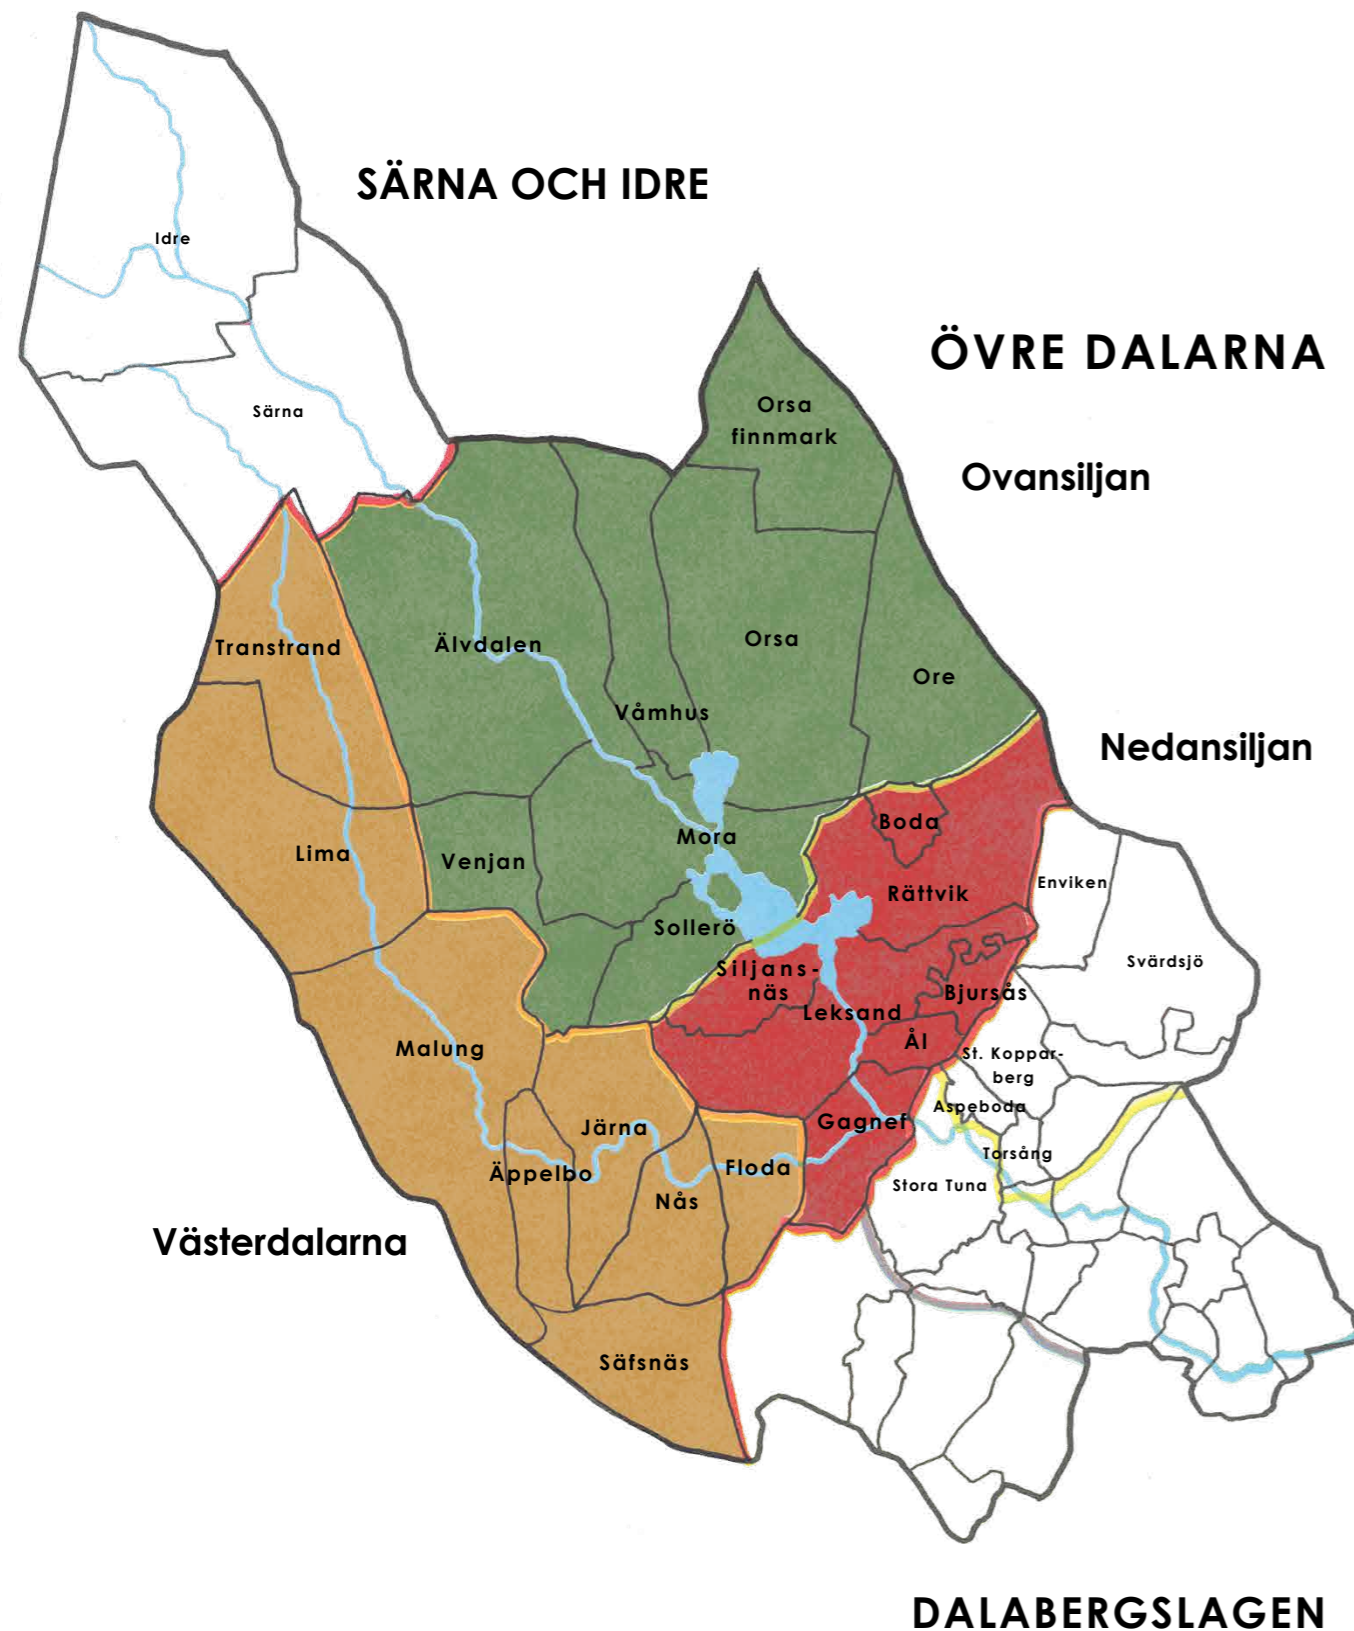 SÄRNA OCH IDRE
Idre
ÖVRE DALARNA
Orsa
finnmark
Särna
Ovansiljan
Transtrand
Älvdalen
Orsa
Ore
Våmhus
Nedansiljan
Boda
Mora
Lima
Venjan
Enviken
Rättvik
Sollerö
Svärdsjö
Siljans-
näs
Bjursås
Leksand
Ål
Malung
St. Koppar-
berg
Aspeboda
Gagnef
Järna
Torsång
Äppelbo
Floda
Stora Tuna
Nås
Västerdalarna
Säfsnäs
DALABERGSLAGEN